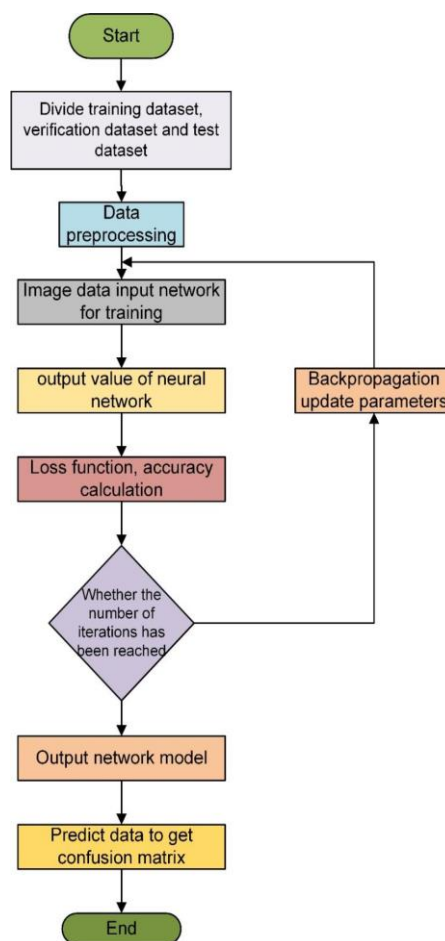 Start
Divide training dataset,
verification dataset and test
dataset
Data
preprocessing
Image data input network
for training
output value of neural
network
Backpropagation
update parameters
Loss function, accuracy
calculation
Whether the
number of
iterations has
been reached
Output network model
Predict data to get
confusion matrix
End